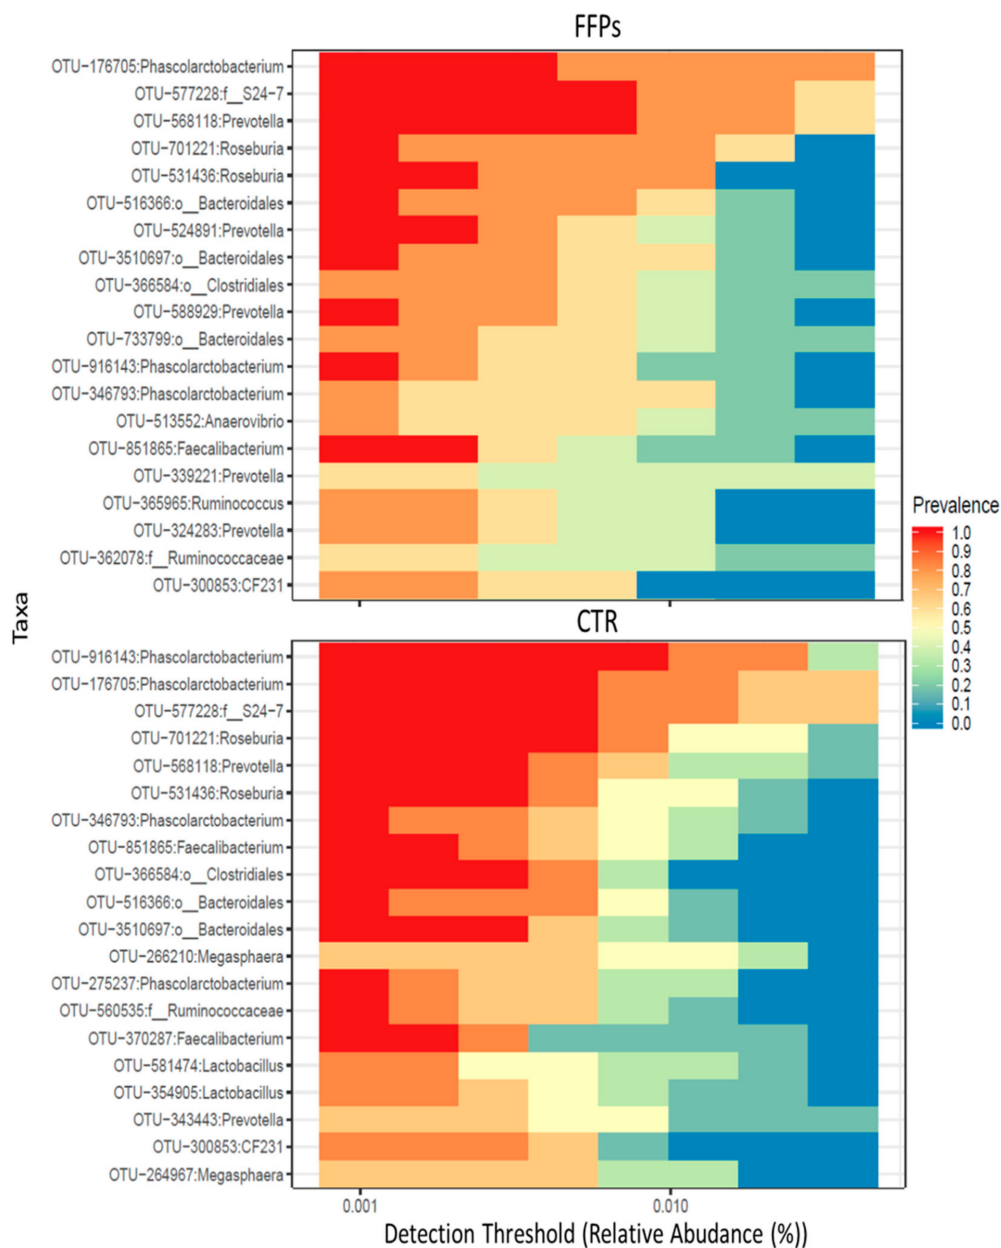 FFPs
OTU-176705:Phascolarctobacterium
OTU-577228:f__S24-7
OTU-568118:Prevotella
OTU-701221:Roseburia
OTU-531436:Roseburia
OTU-516366:o__Bacteroidales
OTU-524891:Prevotella
OTU-3510697:o__Bacteroidales
OTU-366584:o__Clostridiales
OTU-588929:Prevotella
OTU-733799:o__Bacteroidales
OTU-916143:Phascolarctobacterium
OTU-346793:Phascolarctobacterium
OTU-513552:Anaerovibrio
OTU-851865:Faecalibacterium
OTU-339221:Prevotella
OTU-365965:Ruminococcus
OTU-324283:Prevotella
OTU-362078:f__Ruminococcaceae
OTU-300853:CF231
Prevalence
1.0
0.9
0.8
0.7
0.6
0.5
0.4
0.3
0.2
0.1
0.0
Taxa
CTR
OTU-916143:Phascolarctobacterium
OTU-176705:Phascolarctobacterium
OTU-577228:f__S24-7
OTU-701221:Roseburia
OTU-568118:Prevotella
OTU-531436:Roseburia
OTU-346793:Phascolarctobacterium
OTU-851865:Faecalibacterium
OTU-366584:o__Clostridiales
OTU-516366:o__Bacteroidales
OTU-3510697:o__Bacteroidales
OTU-266210:Megasphaera
OTU-275237:Phascolarctobacterium
OTU-560535:f__Ruminococcaceae
OTU-370287:Faecalibacterium
OTU-581474:Lactobacillus
OTU-354905:Lactobacillus
OTU-343443:Prevotella
OTU-300853:CF231
OTU-264967:Megasphaera
0.001 0.010
Detection Threshold (Relative Abudance (%))